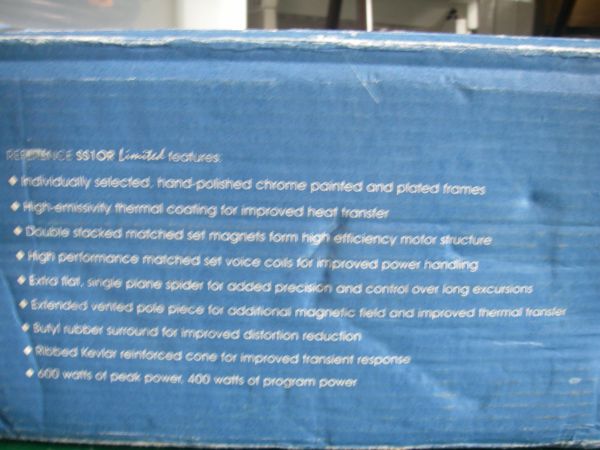 REFERENCE SS10R Limited features:
◆ Individually selected, hand-polished chrome painted and plated frames
◆ High-emissivity thermal coating for improved heat transfer
◆ Double stacked matched set magnets form high efficiency motor structure
◆ High performance matched set voice coils for improved power handling
◆ Extra flat, single plane spider for added precision and control over long excursions
◆ Extended vented pole piece for additional magnetic field and improved thermal transfer
◆ Butyl rubber surround for improved distortion reduction
◆ Ribbed Kevlar reinforced cone for improved transient response
◆ 600 watts of peak power, 400 watts of program power